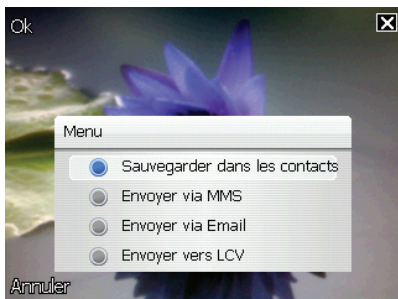 Ok
Menu
Sauvegarder dans les contacts
Envoyer via MMS
Envoyer via Email
Envoyer vers LCV
Annuler